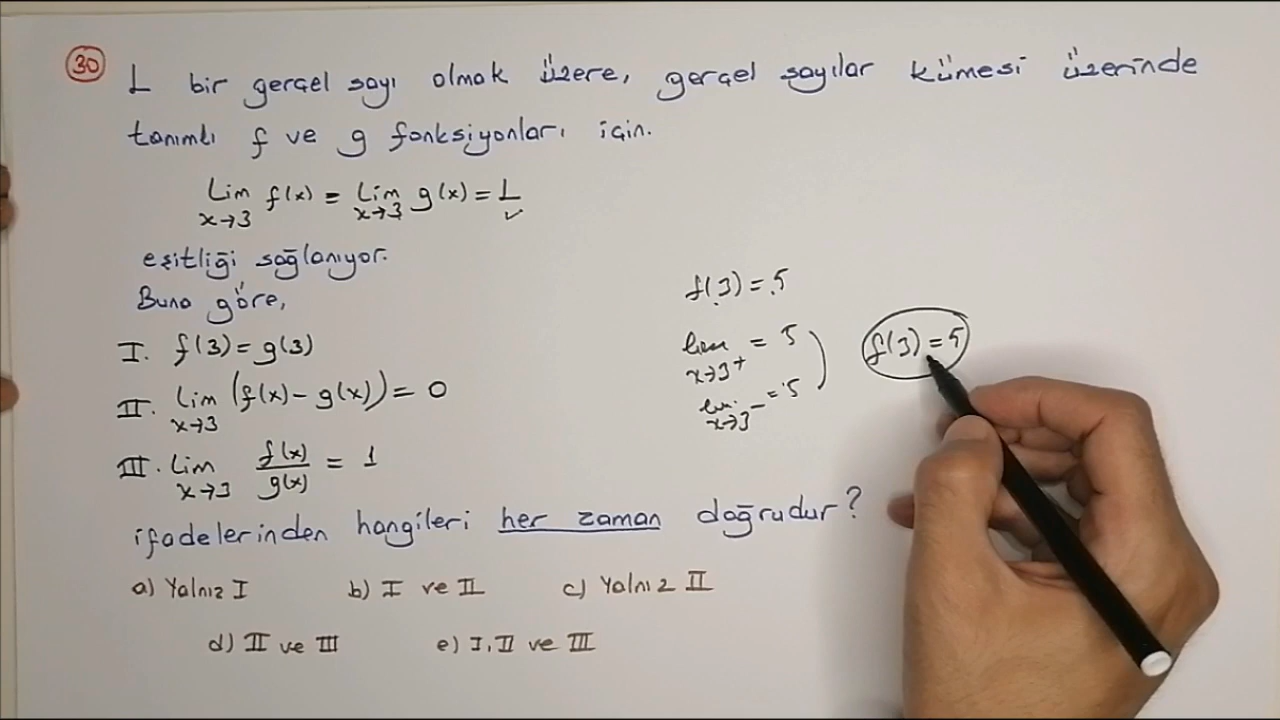 30
L bir gerçel sayı olmak üzere, gerçel sayılar kümesi üzerinde
tanımlı f ve g fonksiyonları için.
Lim f(x) = Lim g(x) = L
x→3 x→3
eşitliği sağlanıyor.
Buna göre,
I. f(3) = g(3)
II. Lim (f(x) - g(x)) = 0
x→3
III. Lim f(x)/g(x) = 1
x→3
ifadelerinden hangileri her zaman doğrudur?
a) Yalnız I b) I ve II c) Yalnız II
d) II ve III e) I, II ve III
f(3) = 5
lim = 5
x→3+
lim = 5
x→3-
f(3) = 5